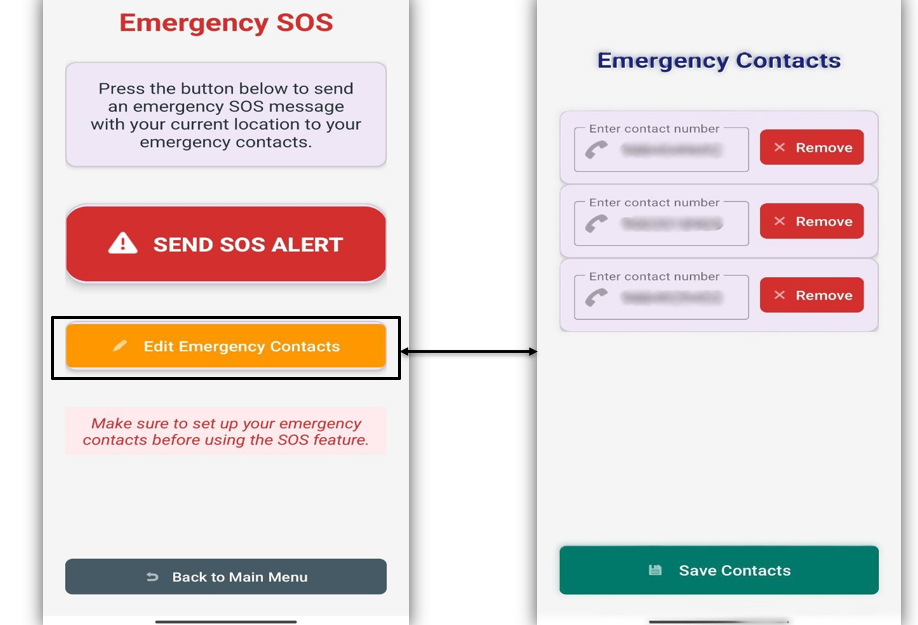 Emergency SOS
Press the button below to send
an emergency SOS message
with your current location to your
emergency contacts.
SEND SOS ALERT
Edit Emergency Contacts
Make sure to set up your emergency
contacts before using the SOS feature.
Back to Main Menu
Emergency Contacts
Enter contact number
Remove
Enter contact number
Remove
Enter contact number
Remove
Save Contacts